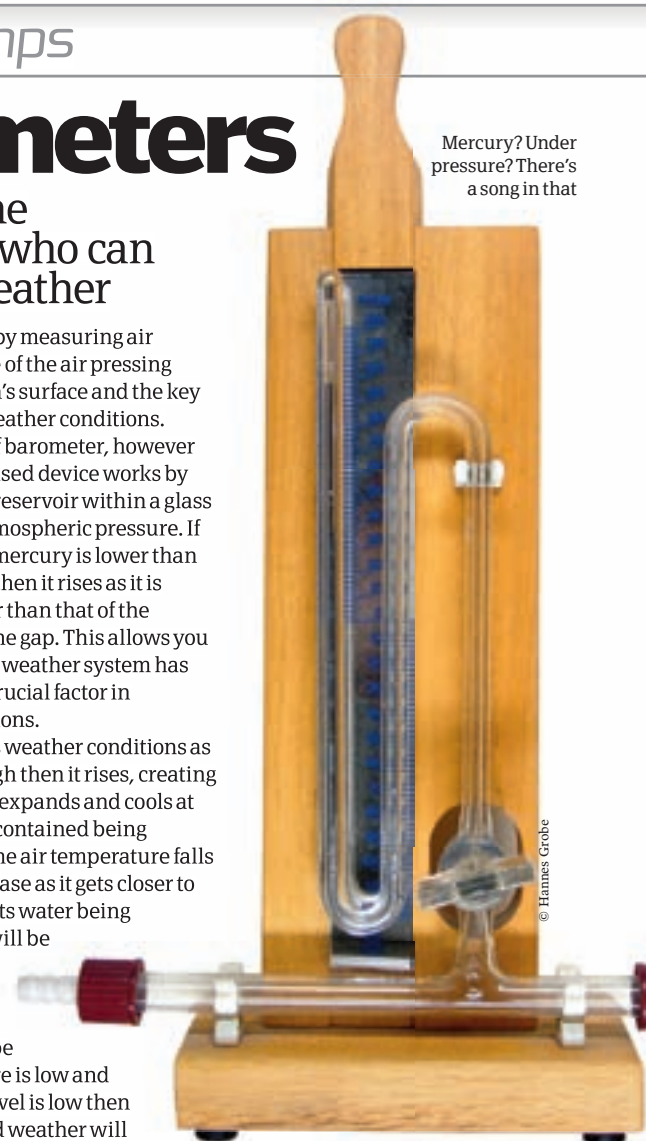 mps
meters
ne
who can
eather
by measuring air
of the air pressing
's surface and the key
eather conditions.
f barometer, however
sed device works by
reservoir within a glass
mospheric pressure. If
mercury is lower than
hen it rises as it is
r than that of the
he gap. This allows you
weather system has
rucial factor in
ons.
weather conditions as
gh then it rises, creating
expands and cools at
contained being
he air temperature falls
ase as it gets closer to
ts water being
will be
be
e is low and
vel is low then
d weather will
Mercury? Under
pressure? There's
a song in that
© Hannes Grobe